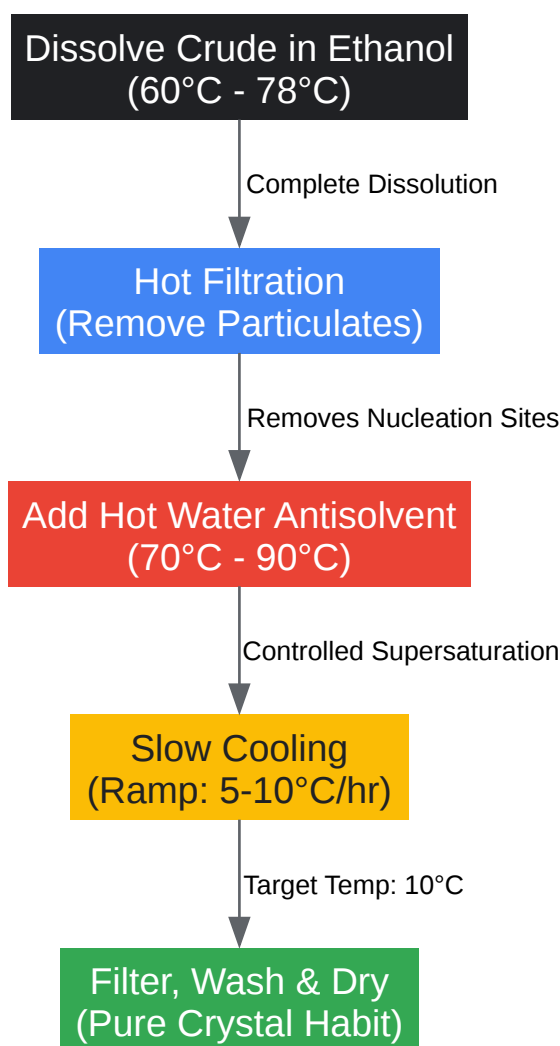 Dissolve Crude in Ethanol
(60°C - 78°C)
Complete Dissolution
Hot Filtration
(Remove Particulates)
Removes Nucleation Sites
Add Hot Water Antisolvent
(70°C - 90°C)
Controlled Supersaturation
Slow Cooling
(Ramp: 5-10°C/hr)
Target Temp: 10°C
Filter, Wash & Dry
(Pure Crystal Habit)